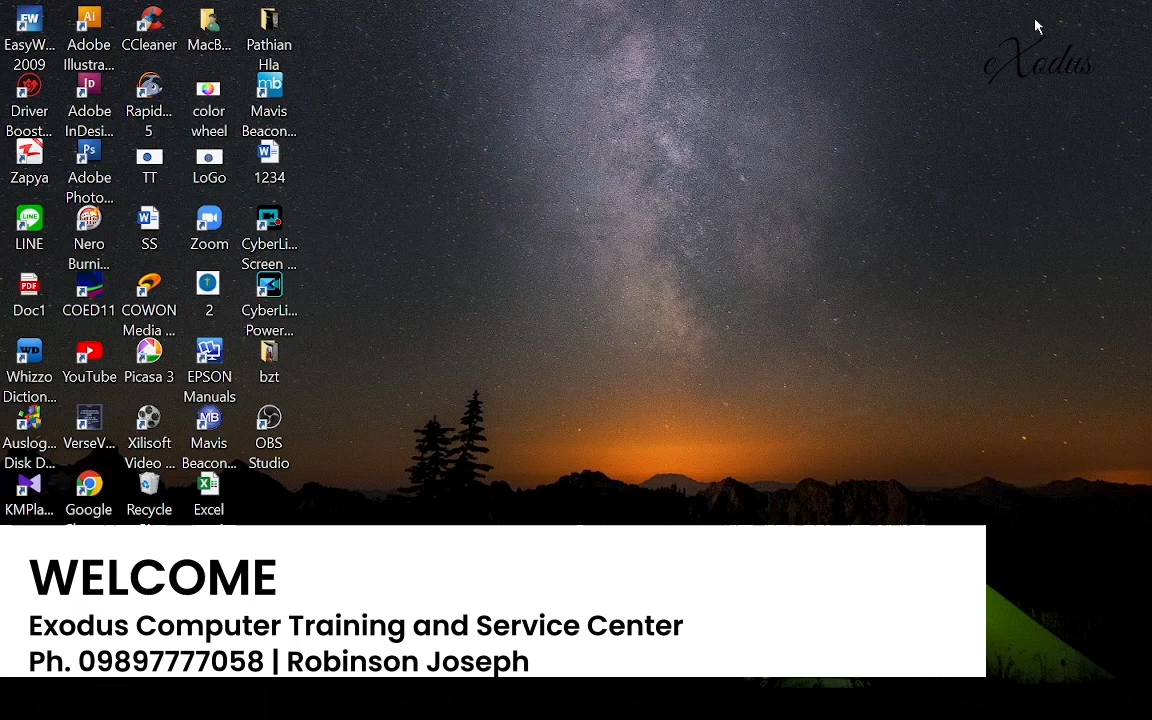 EasyW... 2009
Adobe Illustra...
CCleaner
MacB...
Pathian Hla
Driver Boost...
Adobe InDesi...
Rapid... 5
color wheel
Mavis Beacon...
Zapya
Adobe Photo...
TT
LoGo
1234
LINE
Nero Burni...
SS
Zoom
CyberLi... Screen ...
Doc1
COED11
COWON Media ...
2
CyberLi... Power...
Whizzo Diction...
YouTube
Picasa 3
EPSON Manuals
bzt
Auslog... Disk D...
VerseV...
Xilisoft Video ...
Mavis Beacon...
OBS Studio
KMPla...
Google
Recycle
Excel
eXodus
WELCOME
Exodus Computer Training and Service Center
Ph. 09897777058 | Robinson Joseph